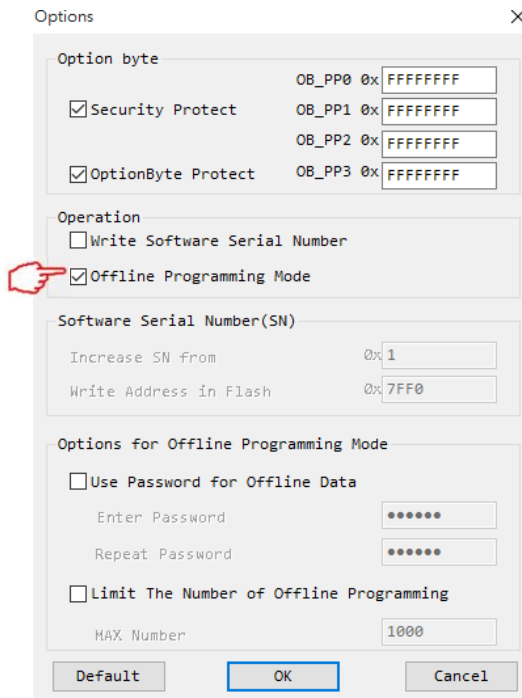 Options
Option byte
OB_PP0 0x FFFFFFFF
Security Protect OB_PP1 0x FFFFFFFF
OB_PP2 0x FFFFFFFF
OptionByte Protect OB_PP3 0x FFFFFFFF
Operation
Write Software Serial Number
Offline Programming Mode
Software Serial Number(SN)
Increase SN from 0x 1
Write Address in Flash 0x 7FF0
Options for Offline Programming Mode
Use Password for Offline Data
Enter Password ●●●●●●
Repeat Password ●●●●●●
Limit The Number of Offline Programming
MAX Number 1000
Default OK Cancel